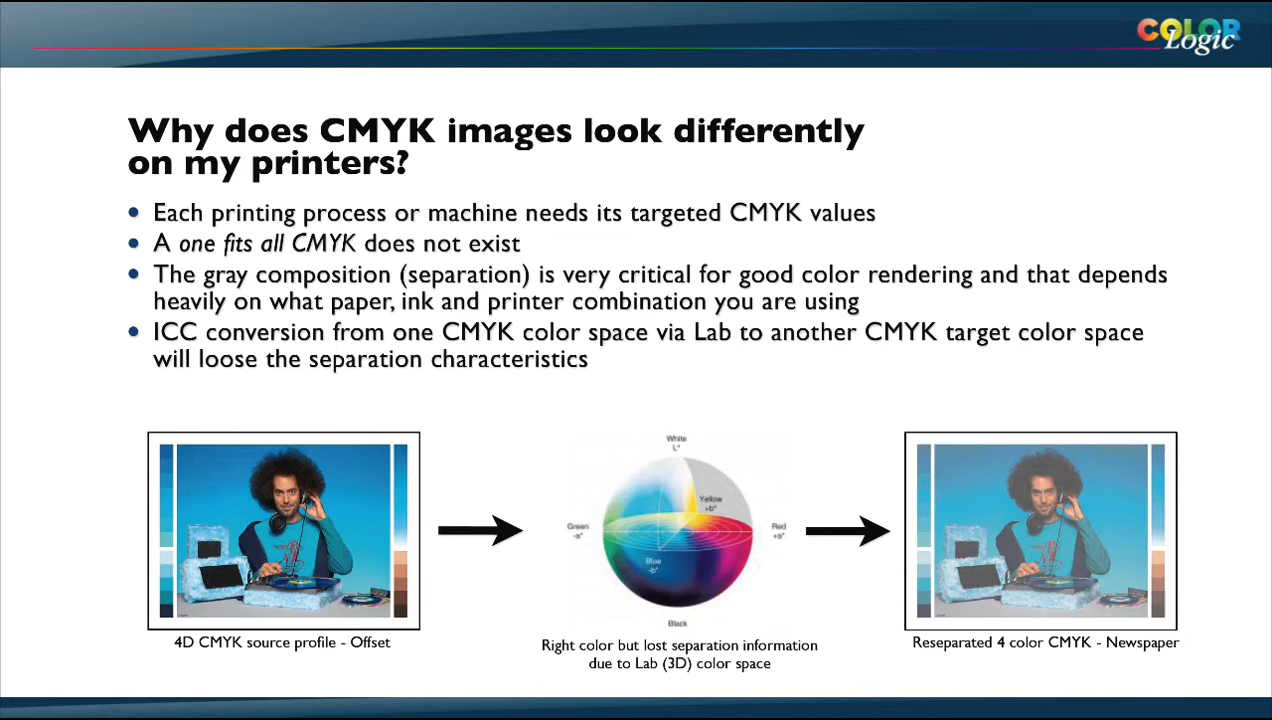 COLOR
Logic
Why does CMYK images look differently
on my printers?
• Each printing process or machine needs its targeted CMYK values
• A one fits all CMYK does not exist
• The gray composition (separation) is very critical for good color rendering and that depends
heavily on what paper, ink and printer combination you are using
• ICC conversion from one CMYK color space via Lab to another CMYK target color space
will loose the separation characteristics
White
L*
Yellow
+b*
Green
-a*
Red
+a*
Blue
-b*
Black
4D CMYK source profile - Offset
Right color but lost separation information
due to Lab (3D) color space
Reseparated 4 color CMYK - Newspaper